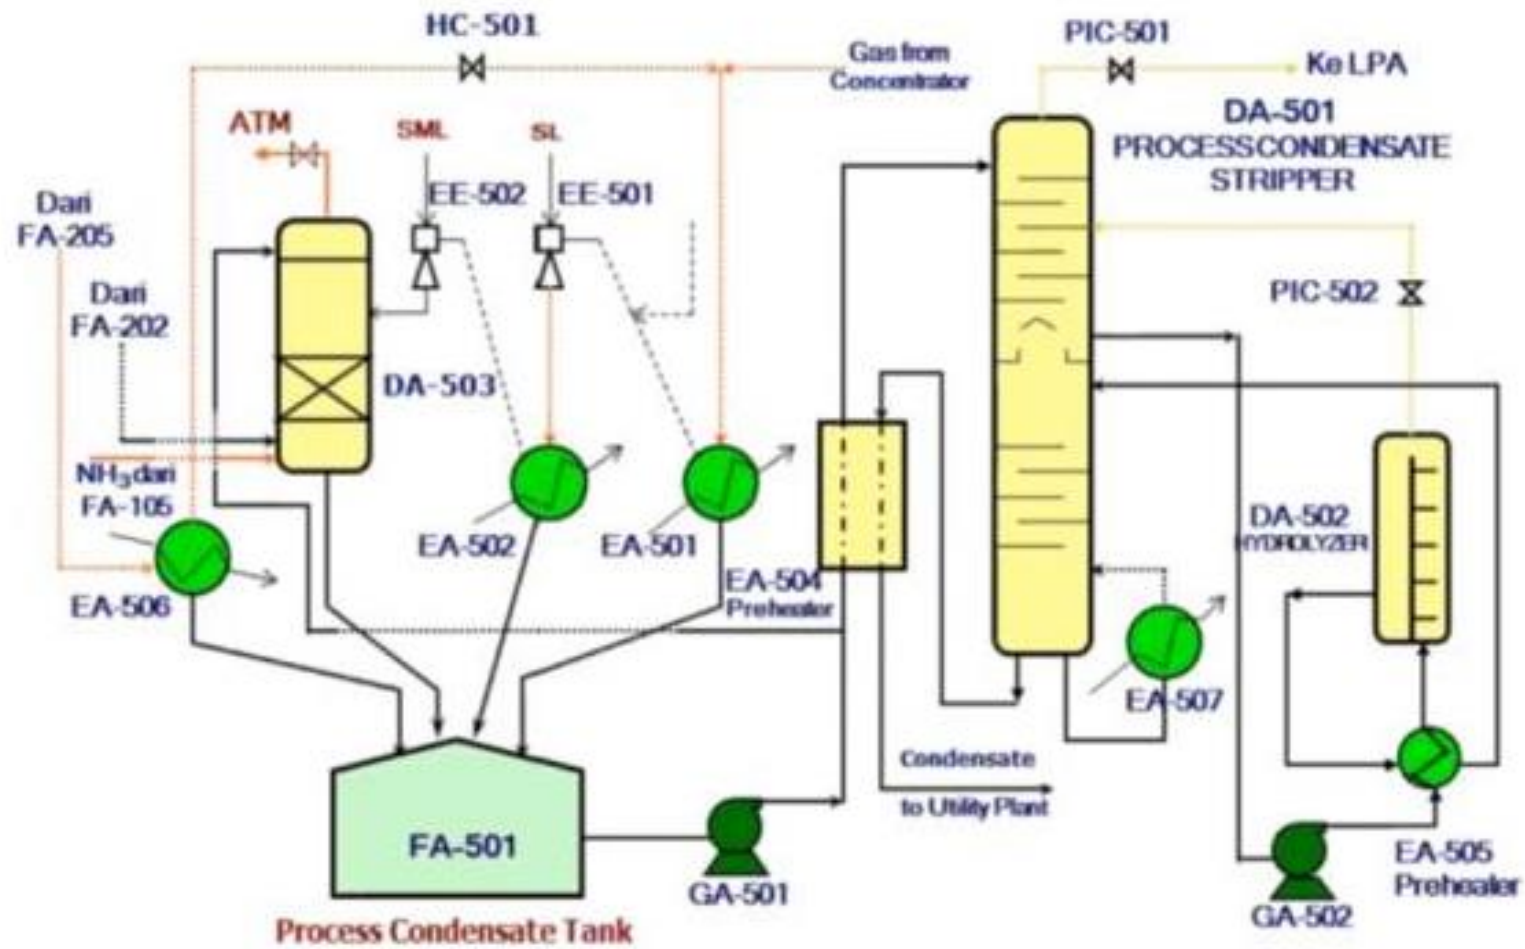 HC-501
Gas from
Concentrator
PIC-501
Ke LPA
DA-501
PROCESS CONDENSATE
STRIPPER
ATM
SML
SL
EE-502
EE-501
Dari
FA-205
Dari
FA-202
PIC-502
DA-503
NH3 dari
FA-105
EA-506
EA-502
EA-501
EA-504
Preheater
DA-502
HYDROLYZER
EA-507
Condensate
to Utility Plant
FA-501
GA-501
EA-505
Preheater
GA-502
Process Condensate Tank